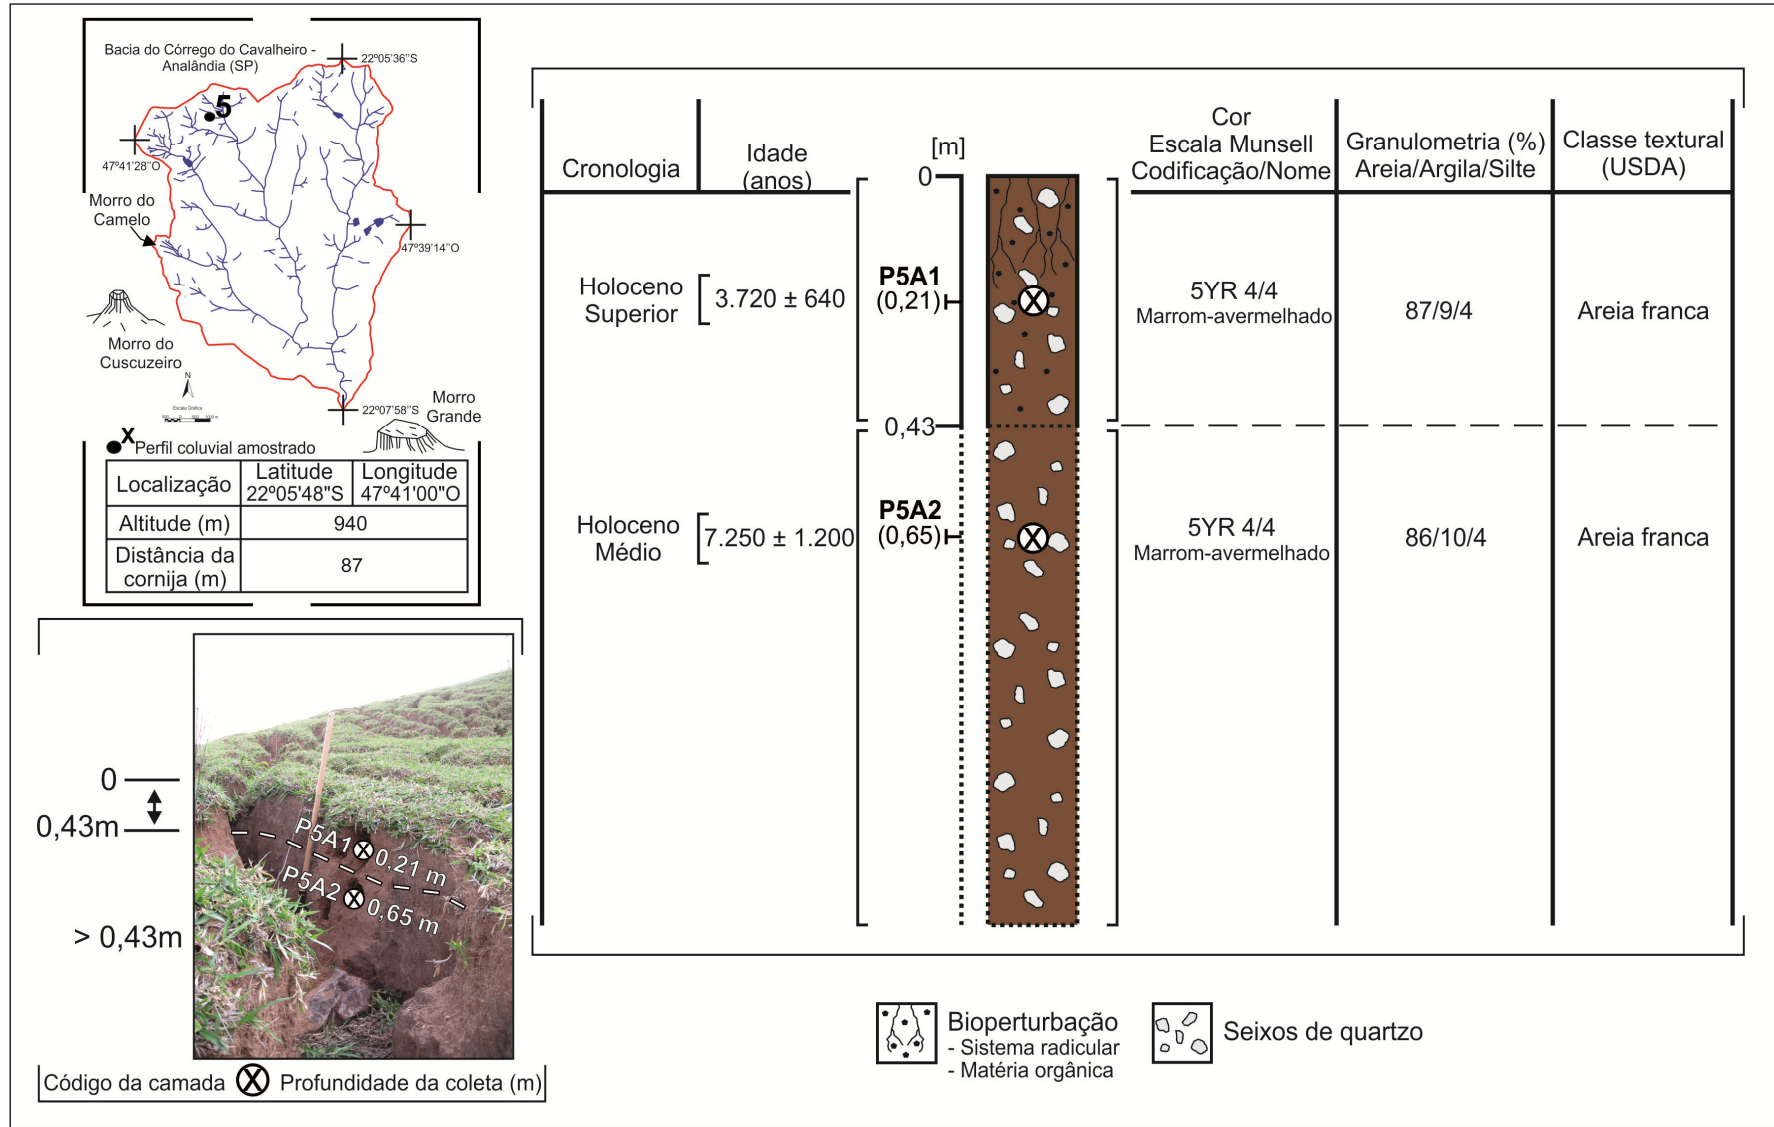 Bacia do Córrego do Cavalheiro -
Analândia (SP)
22º05'36"S
5
47º41'28"O
Morro do
Camelo
47º39'14"O
Morro do
Cuscuzeiro
N
Escala Gráfica
22º07'58"S
Morro
Grande
X
Perfil coluvial amostrado
Localização
Latitude
22º05'48"S
Longitude
47º41'00"O
Altitude (m)
940
Distância da
cornija (m)
87
0
0,43m
> 0,43m
P5A1 X 0,21 m
P5A2 X 0,65 m
Código da camada X Profundidade da coleta (m)
Cronologia
Idade
(anos)
[m]
Cor
Escala Munsell
Codificação/Nome
Granulometria (%)
Areia/Argila/Silte
Classe textural
(USDA)
0
Holoceno
Superior
3.720 ± 640
P5A1
(0,21)
X
5YR 4/4
Marrom-avermelhado
87/9/4
Areia franca
0,43
Holoceno
Médio
7.250 ± 1.200
P5A2
(0,65)
X
5YR 4/4
Marrom-avermelhado
86/10/4
Areia franca
Bioperturbação
- Sistema radicular
- Matéria orgânica
Seixos de quartzo